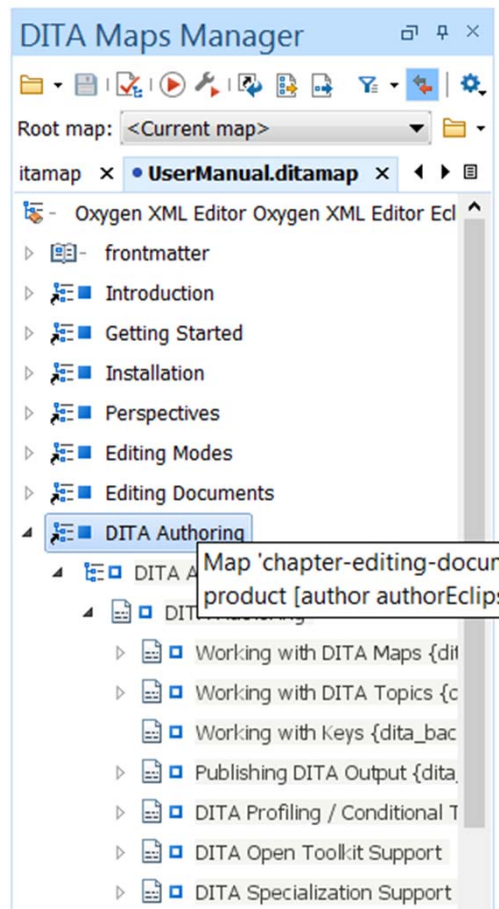 DITA Maps Manager
Root map: <Current map>
itamap × • UserManual.ditamap ×
- Oxygen XML Editor Oxygen XML Editor Ecl
- frontmatter
Introduction
Getting Started
Installation
Perspectives
Editing Modes
Editing Documents
DITA Authoring
Map 'chapter-editing-docum
DITA A
product [author authorEclips
DIT
Working with DITA Maps {dit
Working with DITA Topics {c
Working with Keys {dita_bac
Publishing DITA Output {dita_
DITA Profiling / Conditional T
DITA Open Toolkit Support
DITA Specialization Support